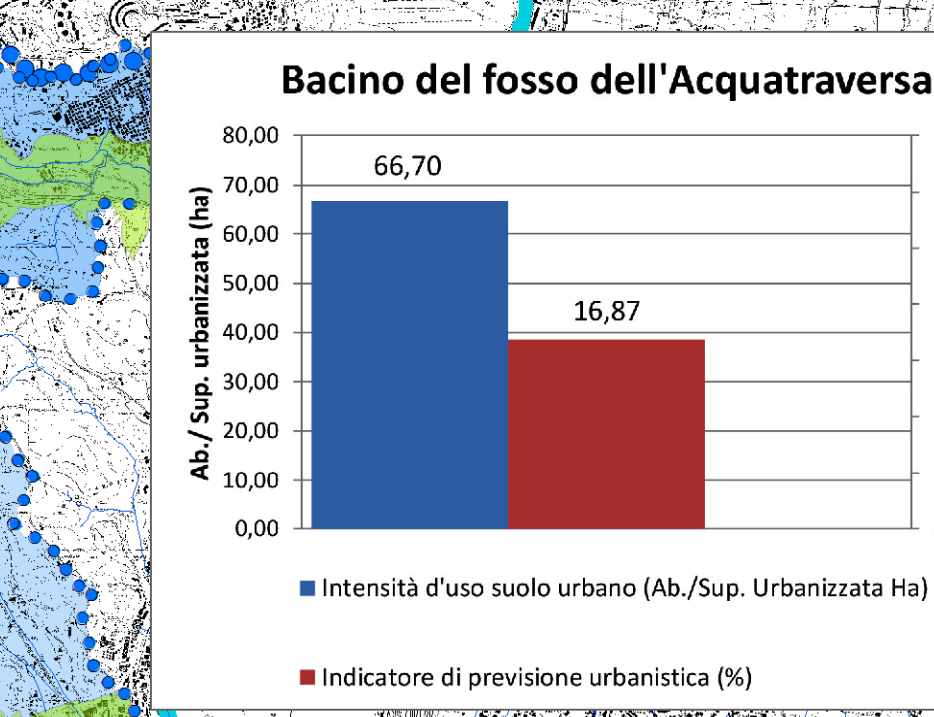 Bacino del fosso dell'Acquatraversa
Ab./ Sup. urbanizzata (ha)
80,00
70,00
60,00
50,00
40,00
30,00
20,00
10,00
0,00
66,70
16,87
Intensità d'uso suolo urbano (Ab./Sup. Urbanizzata Ha)
Indicatore di previsione urbanistica (%)